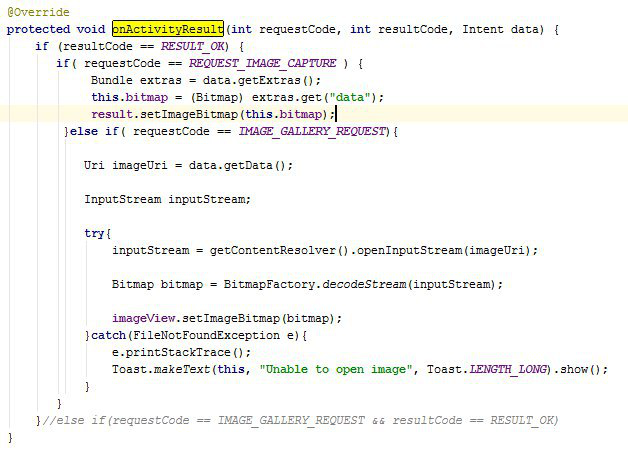 @Override
protected void onActivityResult(int requestCode, int resultCode, Intent data) {
if (resultCode == RESULT_OK) {
if( requestCode == REQUEST_IMAGE_CAPTURE ) {
Bundle extras = data.getExtras();
this.bitmap = (Bitmap) extras.get("data");
result.setImageBitmap(this.bitmap);
}else if( requestCode == IMAGE_GALLERY_REQUEST){
Uri imageUri = data.getData();
InputStream inputStream;
try{
inputStream = getContentResolver().openInputStream(imageUri);
Bitmap bitmap = BitmapFactory.decodeStream(inputStream);
imageView.setImageBitmap(bitmap);
}catch(FileNotFoundException e){
e.printStackTrace();
Toast.makeText(this, "Unable to open image", Toast.LENGTH_LONG).show();
}
}
}//else if(requestCode == IMAGE_GALLERY_REQUEST && resultCode == RESULT_OK)
}